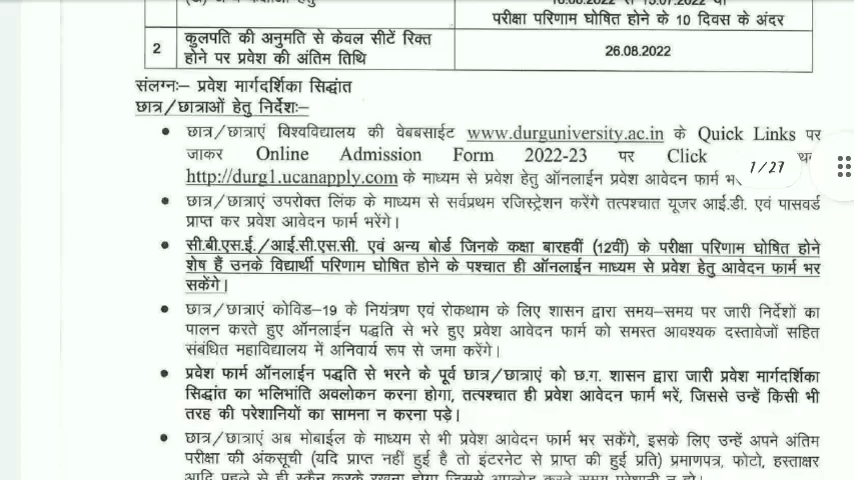 परीक्षा परिणाम घोषित होने के 10 दिवस के अंदर
2 कुलपति की अनुमति से केवल सीटें रिक्त होने पर प्रवेश की अंतिम तिथि 26.08.2022
संलग्नः– प्रवेश मार्गदर्शिका सिद्धांत
छात्र/छात्राओं हेतु निर्देशः–
• छात्र/छात्राएं विश्वविद्यालय की वेबबसाईट www.durguniversity.ac.in के Quick Links पर
जाकर Online Admission Form 2022-23 पर Click
1/27
http://durg1.ucanapply.com के माध्यम से प्रवेश हेतु ऑनलाईन प्रवेश आवेदन फार्म
• छात्र/छात्राएं उपरोक्त लिंक के माध्यम से सर्वप्रथम रजिस्ट्रेशन करेंगे तत्पश्चात यूजर आई.डी. एवं पासवर्ड
प्राप्त कर प्रवेश आवेदन फार्म भरेंगे।
• सी.बी.एस.ई./आई.सी.एस.सी. एवं अन्य बोर्ड जिनके कक्षा बारहवीं (12वीं) के परीक्षा परिणाम घोषित होने
शेष हैं उनके विद्यार्थी परिणाम घोषित होने के पश्चात ही ऑनलाईन माध्यम से प्रवेश हेतु आवेदन फार्म भर
सकेंगे।
• छात्र/छात्राएं कोविड-19 के नियंत्रण एवं रोकथाम के लिए शासन द्वारा समय–समय पर जारी निर्देशों का
पालन करते हुए ऑनलाईन पद्धति से भरे हुए प्रवेश आवेदन फार्म को समस्त आवश्यक दस्तावेजों सहित
संबंधित महाविद्यालय में अनिवार्य रूप से जमा करेंगे।
• प्रवेश फार्म ऑनलाईन पद्धति से भरने के पूर्व छात्र/छात्राएं को छ.ग. शासन द्वारा जारी प्रवेश मार्गदर्शिका
सिद्धांत का भलिभांति अवलोकन करना होगा, तत्पश्चात ही प्रवेश आवेदन फार्म भरें, जिससे उन्हें किसी भी
तरह की परेशानियों का सामना न करना पड़े।
• छात्र/छात्राएं अब मोबाईल के माध्यम से भी प्रवेश आवेदन फार्म भर सकेंगे, इसके लिए उन्हें अपने अंतिम
परीक्षा की अंकसूची (यदि प्राप्त नहीं हुई है तो इंटरनेट से प्राप्त की हुई प्रति) प्रमाणपत्र, फोटो, हस्ताक्षर